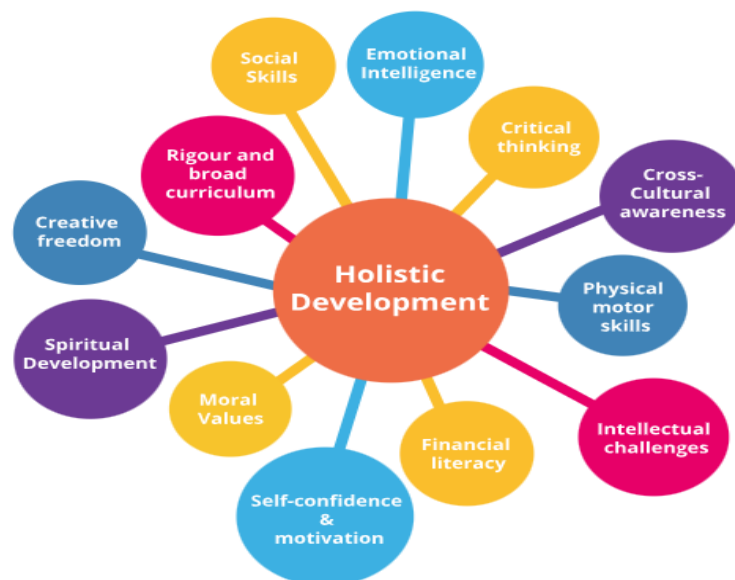 Social
Skills
Emotional
Intelligence
Critical
thinking
Rigour and
broad
curriculum
Cross-
Cultural
awareness
Creative
freedom
Holistic
Development
Physical
motor
skills
Spiritual
Development
Moral
Values
Intellectual
challenges
Financial
literacy
Self-confidence
&
motivation